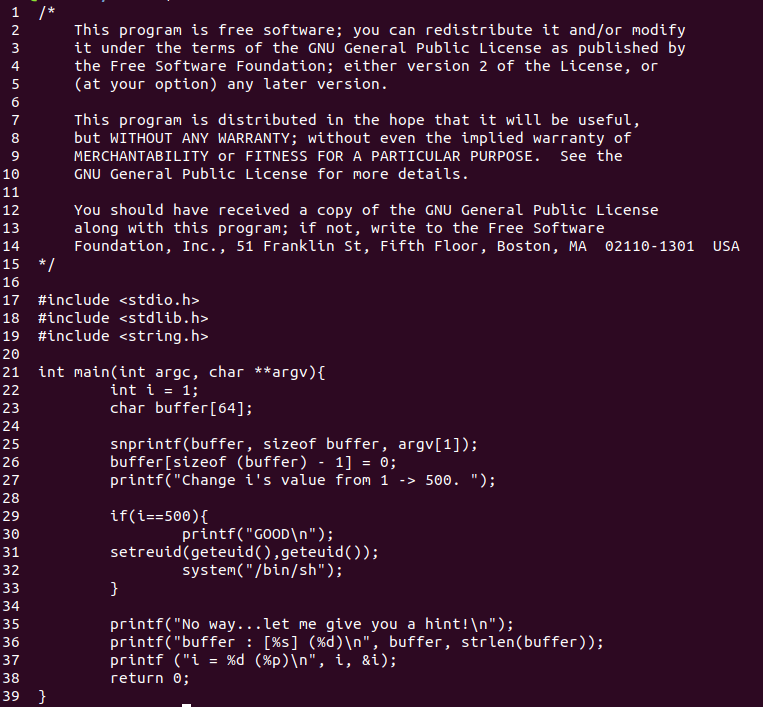 1 /*
2 This program is free software; you can redistribute it and/or modify
3 it under the terms of the GNU General Public License as published by
4 the Free Software Foundation; either version 2 of the License, or
5 (at your option) any later version.
6
7 This program is distributed in the hope that it will be useful,
8 but WITHOUT ANY WARRANTY; without even the implied warranty of
9 MERCHANTABILITY or FITNESS FOR A PARTICULAR PURPOSE.  See the
10 GNU General Public License for more details.
11
12 You should have received a copy of the GNU General Public License
13 along with this program; if not, write to the Free Software
14 Foundation, Inc., 51 Franklin St, Fifth Floor, Boston, MA  02110-1301  USA
15 */
16
17 #include <stdio.h>
18 #include <stdlib.h>
19 #include <string.h>
20
21 int main(int argc, char **argv){
22         int i = 1;
23         char buffer[64];
24
25         snprintf(buffer, sizeof buffer, argv[1]);
26         buffer[sizeof (buffer) - 1] = 0;
27         printf("Change i's value from 1 -> 500. ");
28
29         if(i==500){
30                 printf("GOOD\n");
31         setreuid(geteuid(),geteuid());
32                 system("/bin/sh");
33         }
34
35         printf("No way...let me give you a hint!\n");
36         printf("buffer : [%s] (%d)\n", buffer, strlen(buffer));
37         printf ("i = %d (%p)\n", i, &i);
38         return 0;
39 }